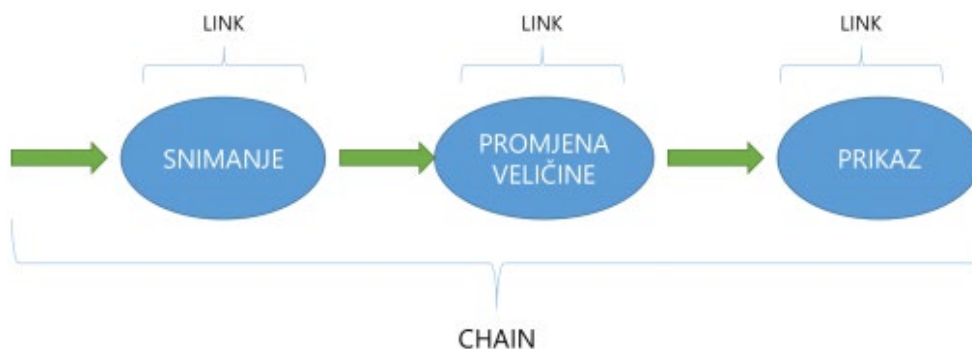 LINK
LINK
LINK
SNIMANJE
PROMJENA
VELIČINE
PRIKAZ
CHAIN